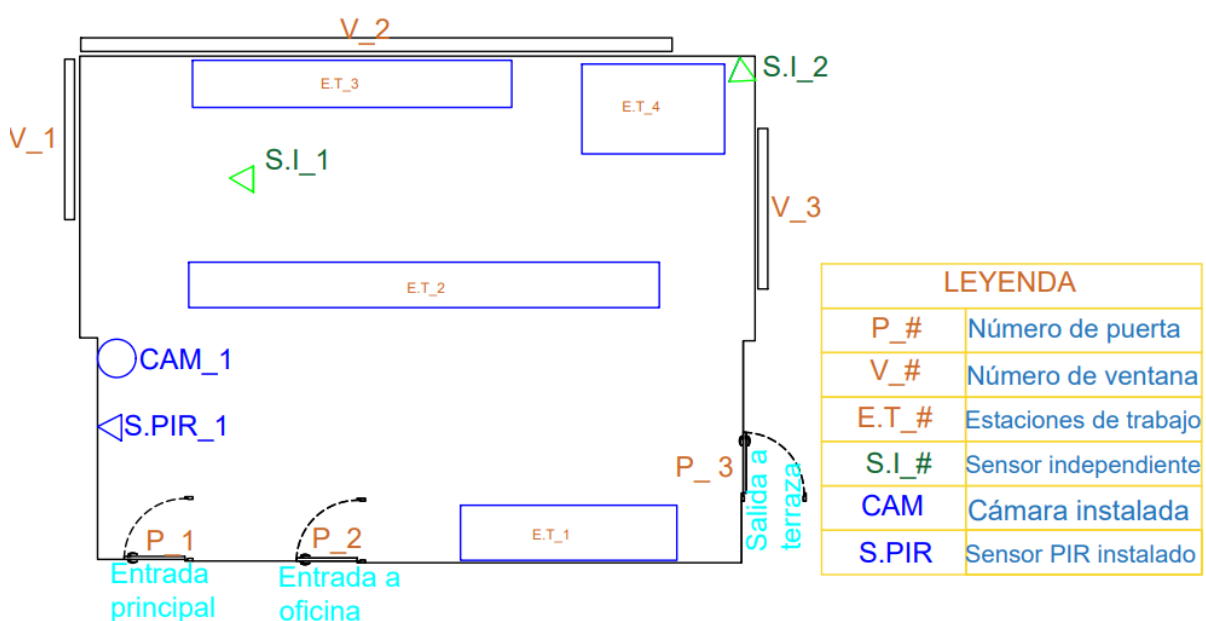 V_2
S.I_2
E.T_3
E.T_4
V_1
S.I_1
V_3
E.T_2
CAM_1
S.PIR_1
P_ 3
Salida a
terraza
P_1
P_2
E.T_1
Entrada
principal
Entrada a
oficina
LEYENDA
P_# Número de puerta
V_# Número de ventana
E.T_# Estaciones de trabajo
S.I_# Sensor independiente
CAM Cámara instalada
S.PIR Sensor PIR instalado